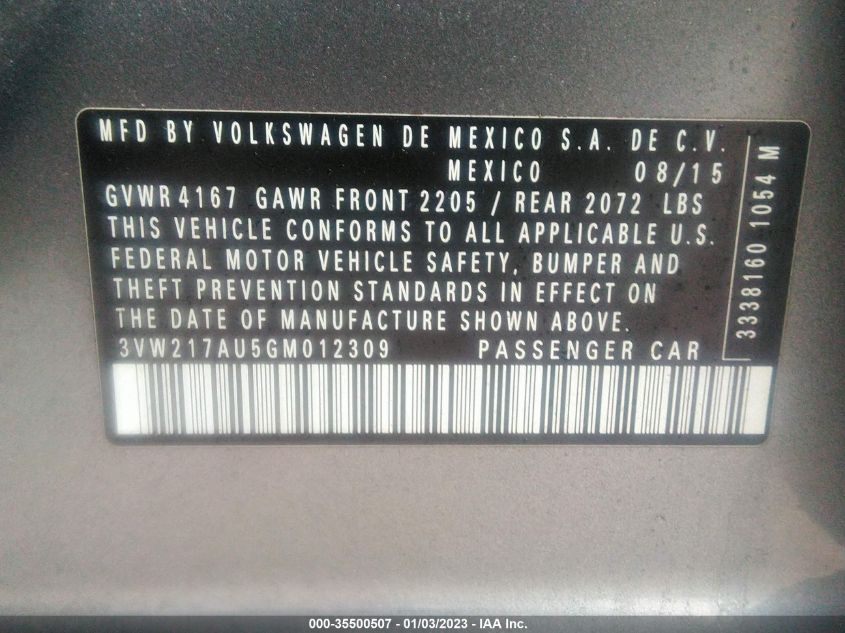 MFD BY VOLKSWAGEN DE MEXICO S.A. DE C.V.
MEXICO 08/15
GVWR 4167 GAWR FRONT 2205 / REAR 2072 LBS
THIS VEHICLE CONFORMS TO ALL APPLICABLE U.S.
FEDERAL MOTOR VEHICLE SAFETY, BUMPER AND
THEFT PREVENTION STANDARDS IN EFFECT ON
THE DATE OF MANUFACTURE SHOWN ABOVE.
3VW217AU5GM012309 PASSENGER CAR
3338160 1054 M
000-35500507 - 01/03/2023 - IAA Inc.